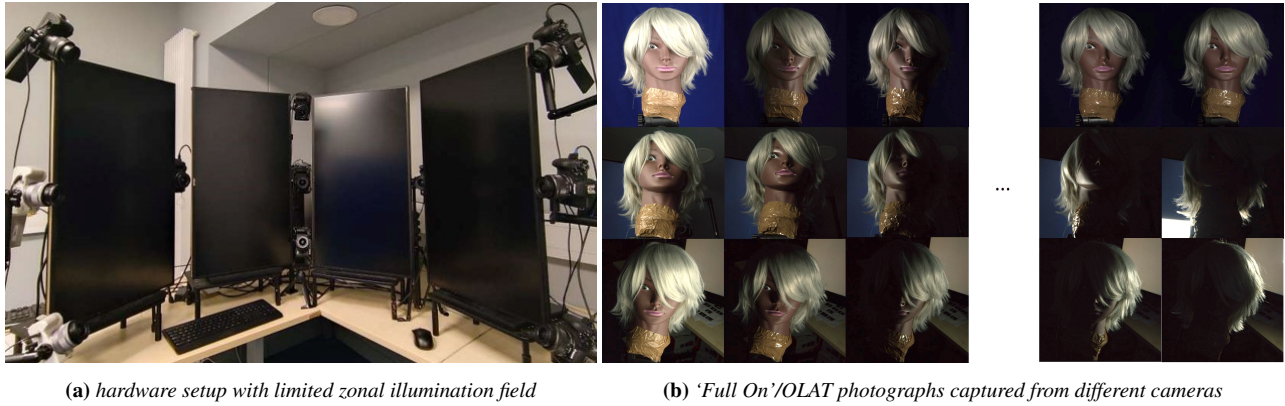 ...
(a) hardware setup with limited zonal illumination field
(b) ‘Full On’/OLAT photographs captured from different cameras